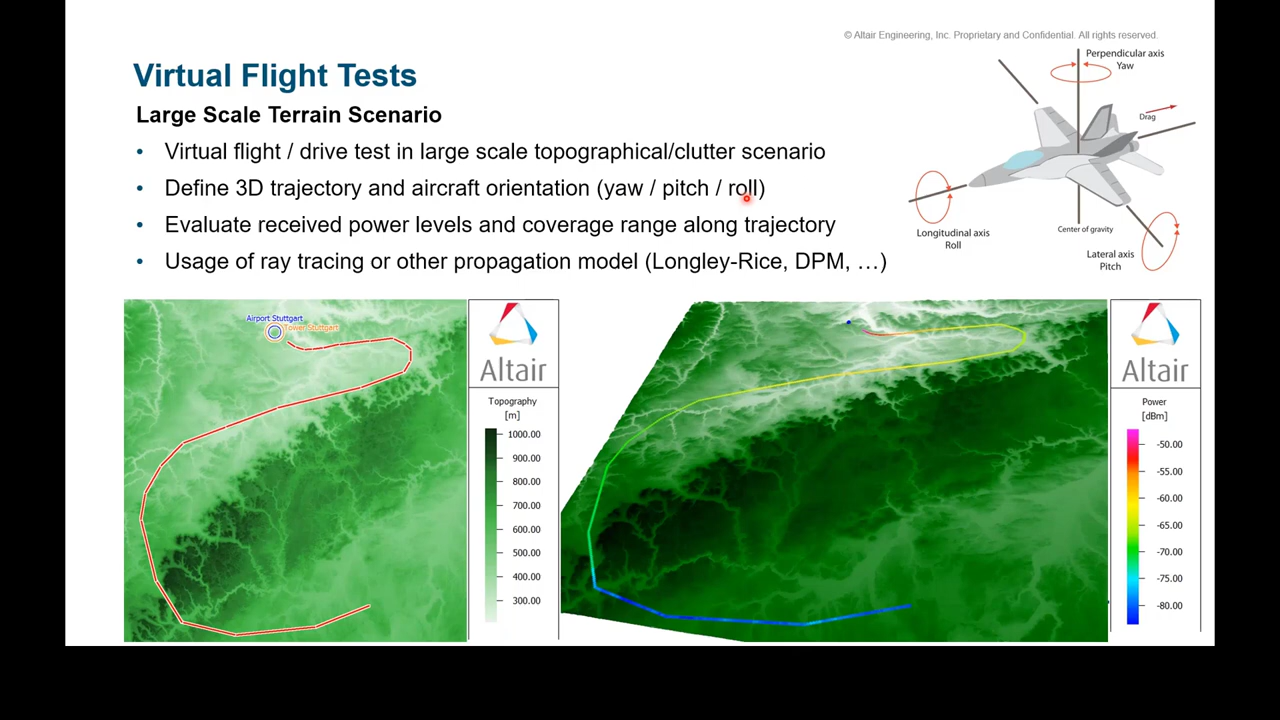 © Altair Engineering, Inc. Proprietary and Confidential. All rights reserved.
Virtual Flight Tests
Large Scale Terrain Scenario
• Virtual flight / drive test in large scale topographical/clutter scenario
• Define 3D trajectory and aircraft orientation (yaw / pitch / roll)
• Evaluate received power levels and coverage range along trajectory
• Usage of ray tracing or other propagation model (Longley-Rice, DPM, …)
Perpendicular axis
Yaw
Drag
Longitudinal axis
Roll
Center of gravity
Lateral axis
Pitch
Airport Stuttgart
Tower Stuttgart
Altair
Topography
[m]
1000.00
900.00
800.00
700.00
600.00
500.00
400.00
300.00
Altair
Power
[dBm]
-50.00
-55.00
-60.00
-65.00
-70.00
-75.00
-80.00